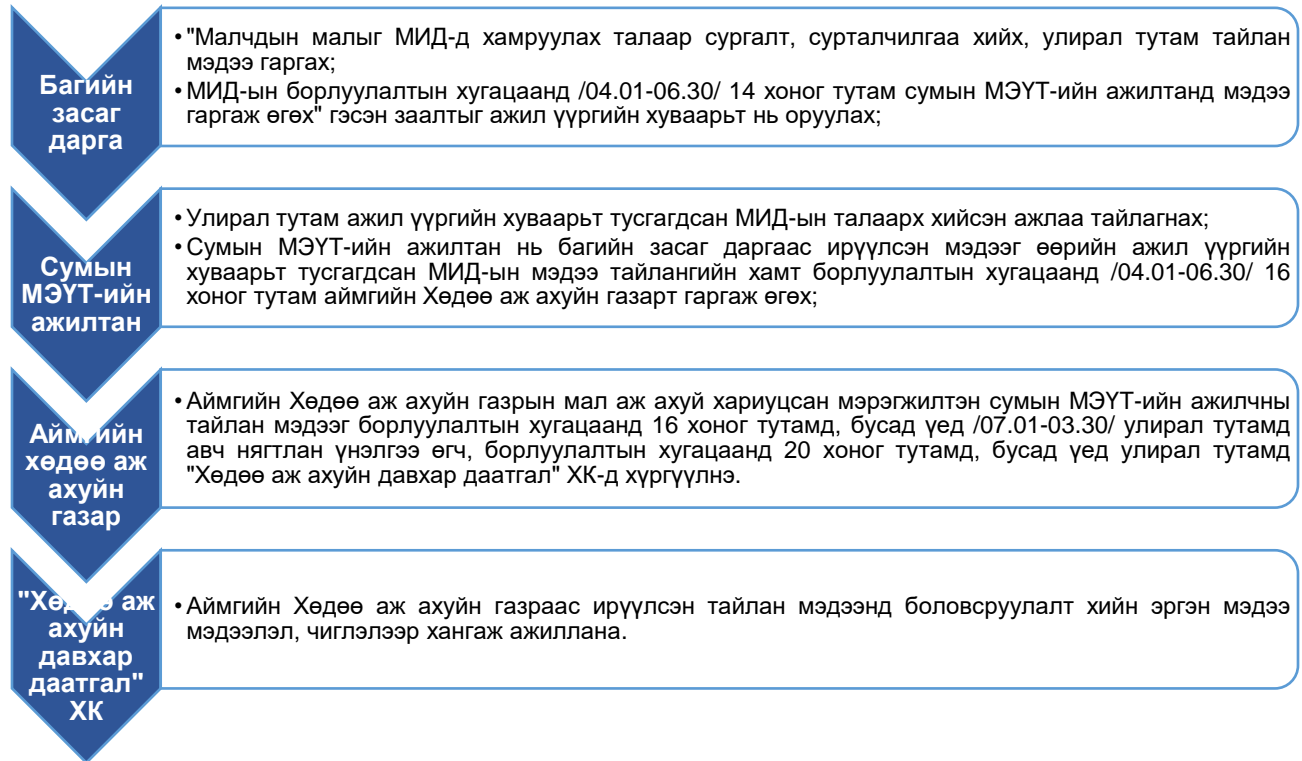 Багийн
засаг
дарга
• "Малчдын малыг МИД-д хамруулах талаар сургалт, сурталчилгаа хийх, улирал тутам тайлан
мэдээ гаргах;
• МИД-ын борлуулалтын хугацаанд /04.01-06.30/ 14 хоног тутам сумын МЭҮТ-ийн ажилтанд мэдээ
гаргаж өгөх" гэсэн заалтыг ажил үүргийн хуваарьт нь оруулах;
Сумын
МЭҮТ-ийн
ажилтан
• Улирал тутам ажил үүргийн хуваарьт тусгагдсан МИД-ын талаарх хийсэн ажлаа тайлагнах;
• Сумын МЭҮТ-ийн ажилтан нь багийн засаг даргаас ирүүлсэн мэдээг өөрийн ажил үүргийн
хуваарьт тусгагдсан МИД-ын мэдээ тайлангийн хамт борлуулалтын хугацаанд /04.01-06.30/ 16
хоног тутам аймгийн Хөдөө аж ахуйн газарт гаргаж өгөх;
Аймгийн
хөдөө аж
ахуйн
газар
• Аймгийн Хөдөө аж ахуйн газрын мал аж ахуй хариуцсан мэрэгжилтэн сумын МЭҮТ-ийн ажилчны
тайлан мэдээг борлуулалтын хугацаанд 16 хоног тутамд, бусад үед /07.01-03.30/ улирал тутамд
авч нягтлан үнэлгээ өгч, борлуулалтын хугацаанд 20 хоног тутамд, бусад үед улирал тутамд
"Хөдөө аж ахуйн давхар даатгал" ХК-д хүргүүлнэ.
"Хөдөө аж
ахуйн
давхар
даатгал"
ХК
• Аймгийн Хөдөө аж ахуйн газраас ирүүлсэн тайлан мэдээнд боловсруулалт хийн эргэн мэдээ
мэдээлэл, чиглэлээр хангаж ажиллана.